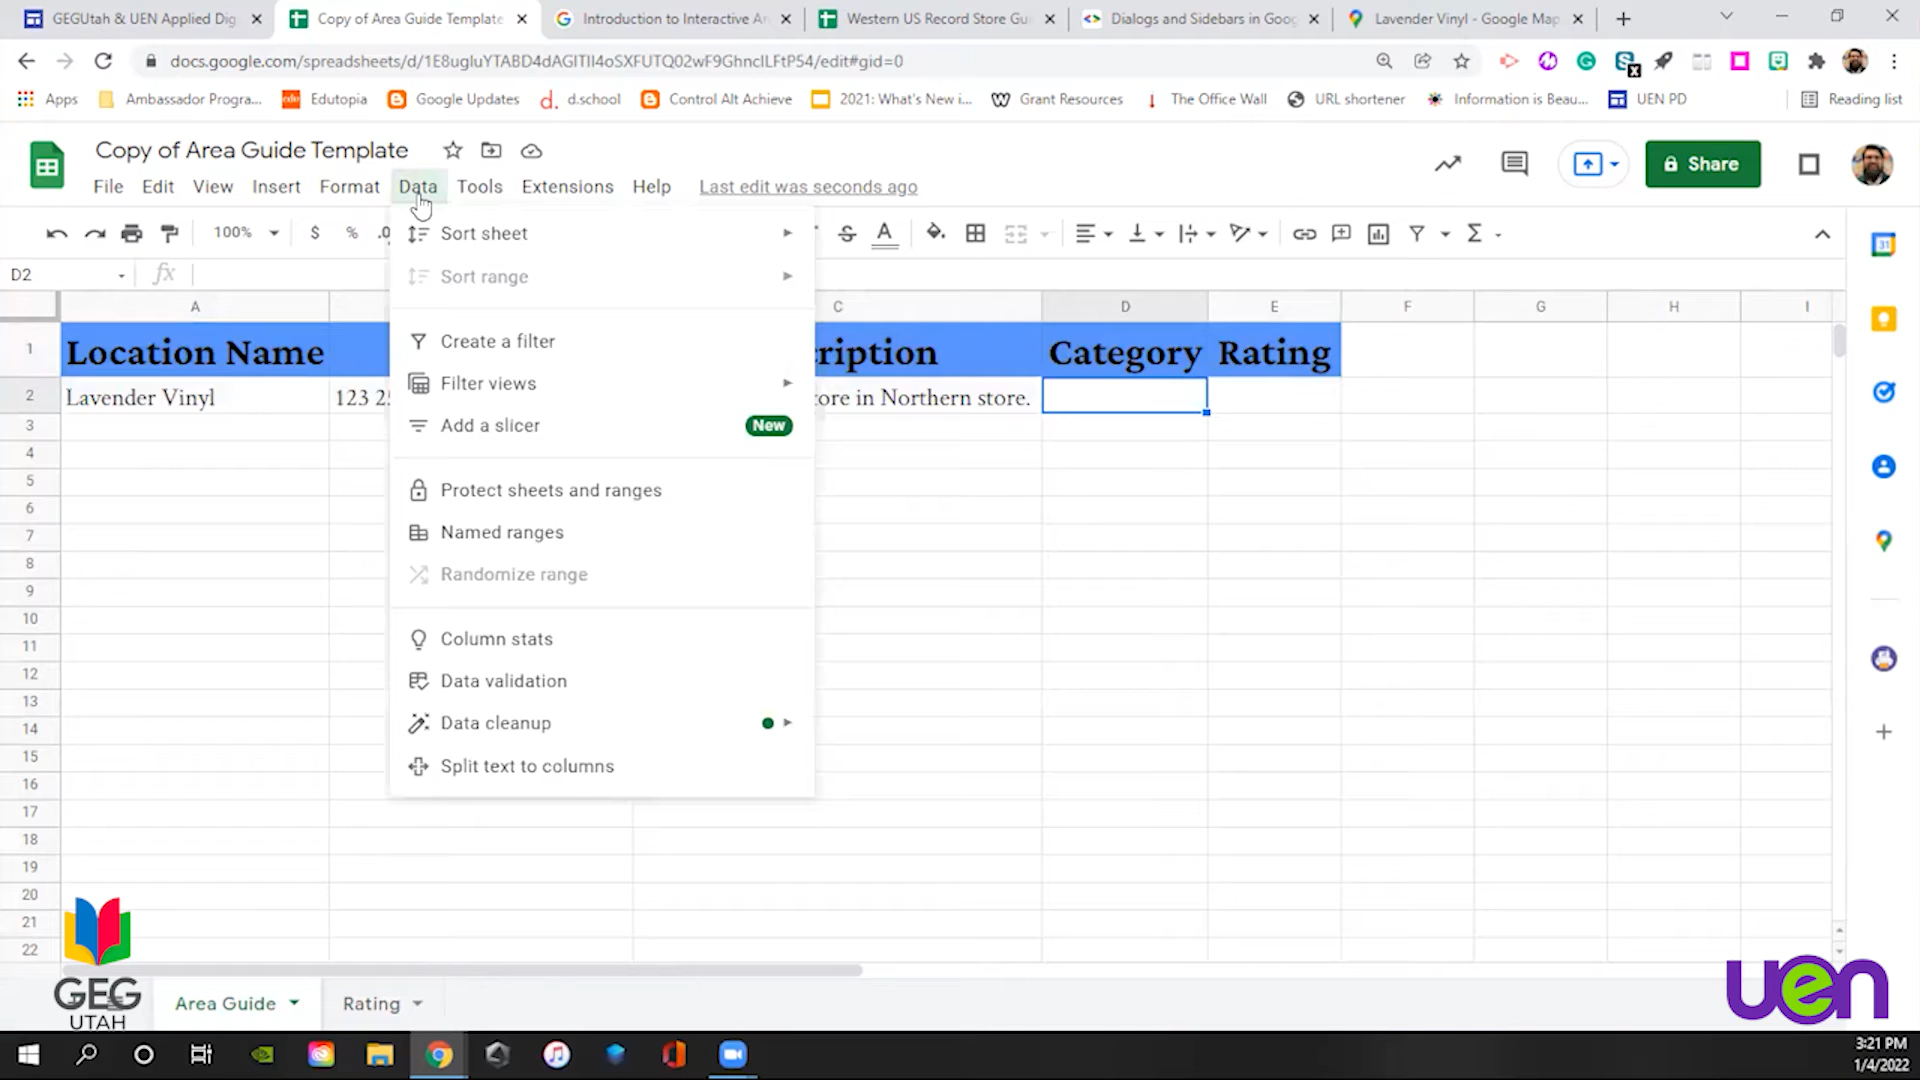 GEGUtah & UEN Applied Dig
Copy of Area Guide Template
Introduction to Interactive Ar
Western US Record Store Gui
Dialogs and Sidebars in Goog
Lavender Vinyl - Google Map
docs.google.com/spreadsheets/d/
Apps
Ambassador Progra...
Edutopia
Google Updates
d.school
Control Alt Achieve
2021: What's New i...
Grant Resources
The Office Wall
URL shortener
Information is Beau...
UEN PD
Reading list
Copy of Area Guide Template
File Edit View Insert Format Data Tools Extensions Help Last edit was seconds ago
Share
100% $ % .0
D2 fx
A C D E F G H I
1 Location Name ription Category Rating
2 Lavender Vinyl 123 25 ore in Northern store.
3
4
5
6
7
8
9
10
11
12
13
14
15
16
17
18
19
20
21
22
Sort sheet
Sort range
Create a filter
Filter views
Add a slicer New
Protect sheets and ranges
Named ranges
Randomize range
Column stats
Data validation
Data cleanup
Split text to columns
GEG
UTAH
Area Guide
Rating
uen
3:21 PM
1/4/2022